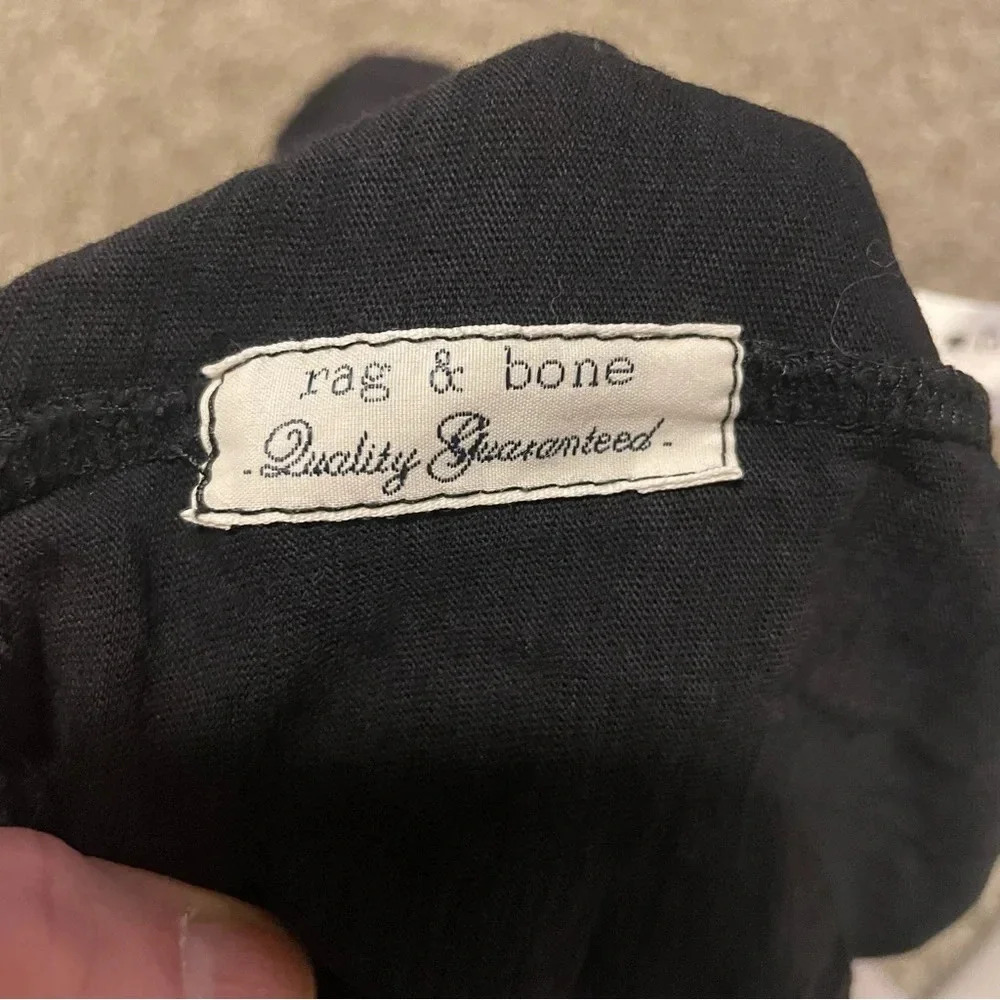 rag & bone
- Quality Guaranteed -